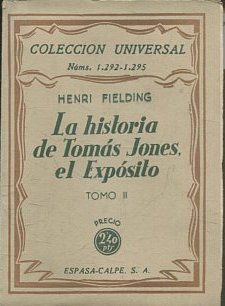 COLECCION UNIVERSAL
Núms. 1.292-1.295
HENRI FIELDING
La historia
de Tomás Jones,
el Expósito
TOMO II
PRECIO
2,40
pts
ESPASA-CALPE, S. A.